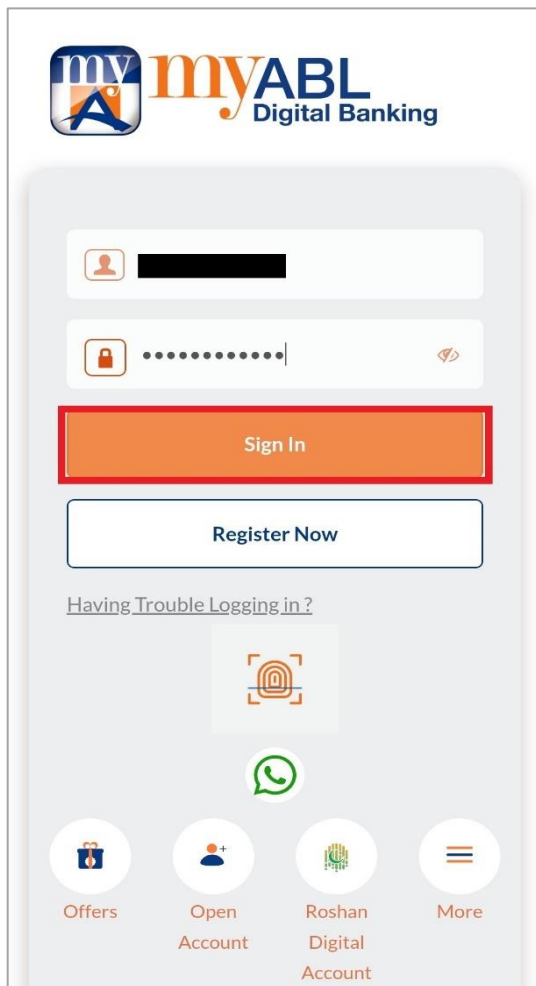 my
myABL
Digital Banking
••••••••••••
Sign In
Register Now
Having Trouble Logging in ?
Offers
Open
Account
Roshan
Digital
Account
More